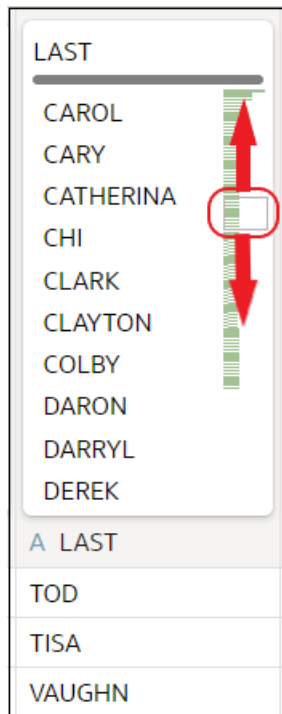 LAST
CAROL
CARY
CATHERINA
CHI
CLARK
CLAYTON
COLBY
DARON
DARRYL
DEREK
A LAST
TOD
TISA
VAUGHN